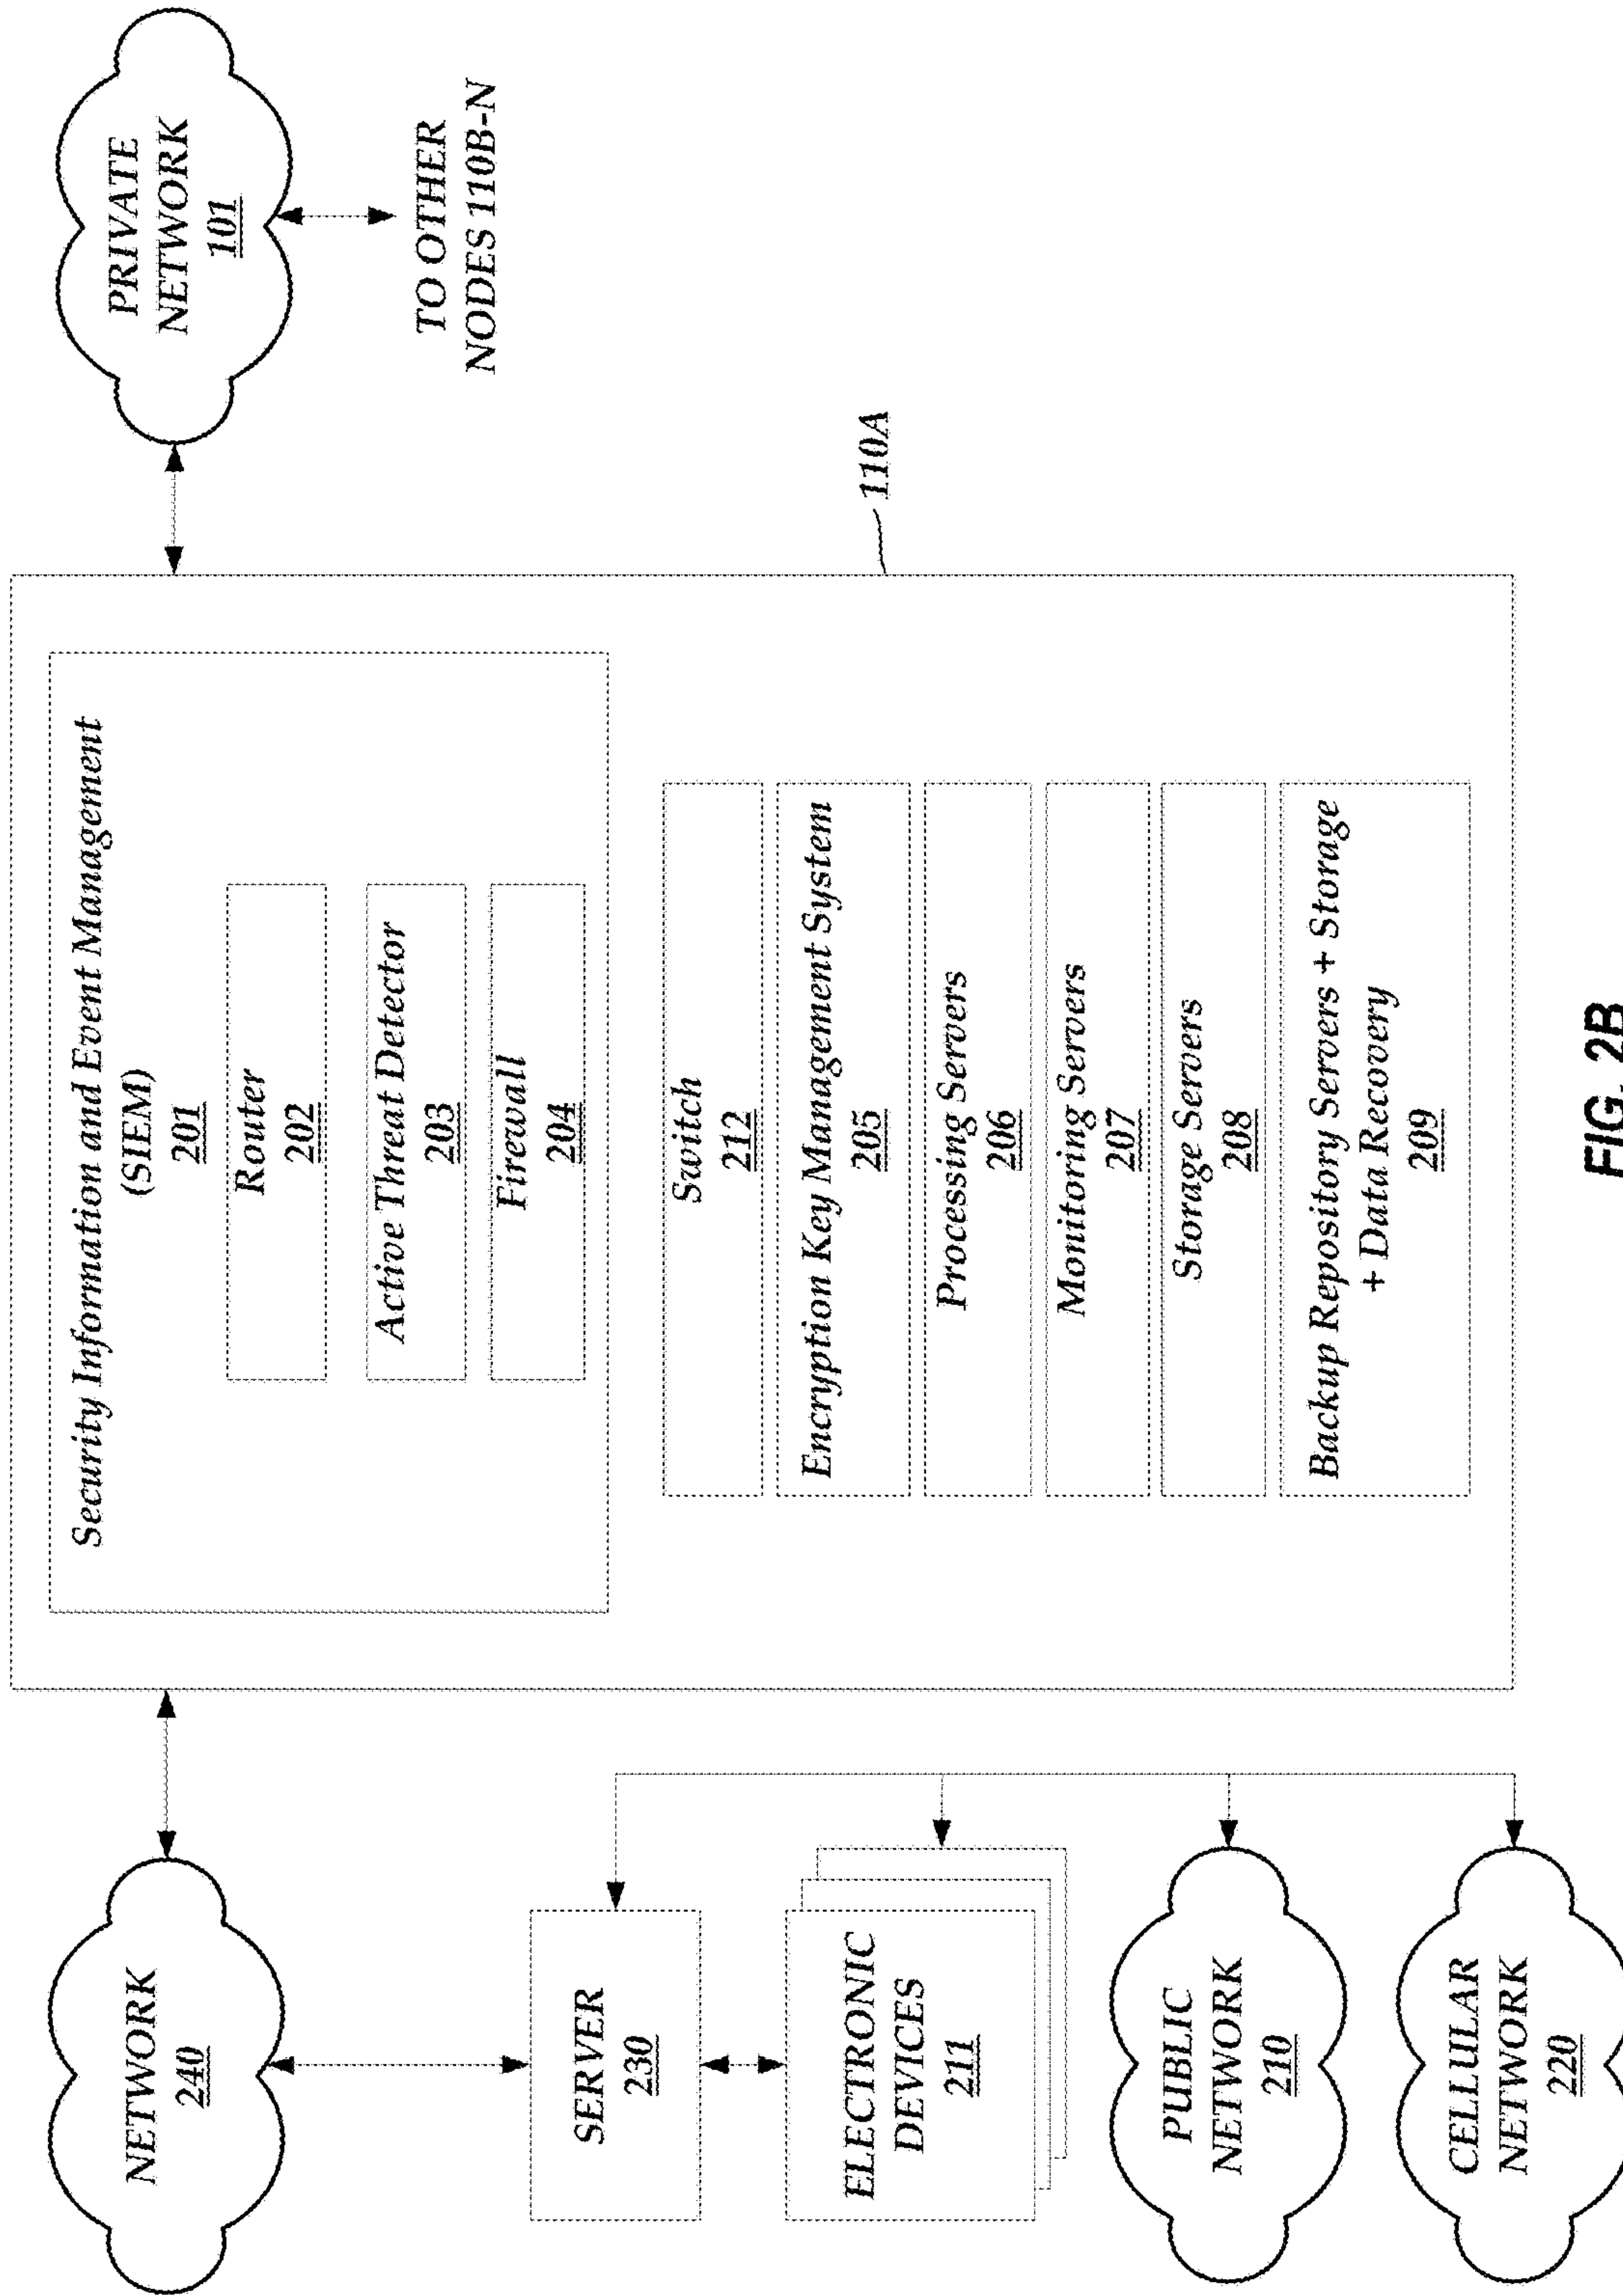 NETWORK
240
SERVER
230
ELECTRONIC
DEVICES
211
PUBLIC
NETWORK
210
CELLULAR
NETWORK
220
Security Information and Event Management
(SIEM)
201
Router
202
Active Threat Detector
203
Firewall
204
Switch
212
Encryption Key Management System
205
Processing Servers
206
Monitoring Servers
207
Storage Servers
208
Backup Repository Servers + Storage
+ Data Recovery
209
110A
PRIVATE
NETWORK
101
TO OTHER
NODES 110B-N
FIG. 2B